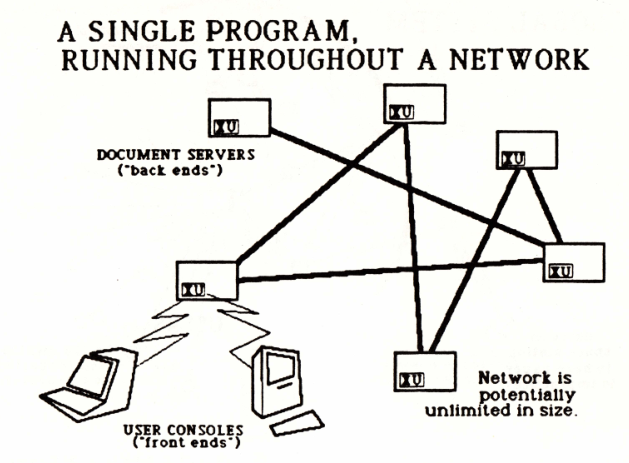 A SINGLE PROGRAM,
RUNNING THROUGHOUT A NETWORK
XU
XU
DOCUMENT SERVERS
("back ends")
XU
XU
XU
XU
Network is
potentially
unlimited in size.
USER CONSOLES
("front ends")